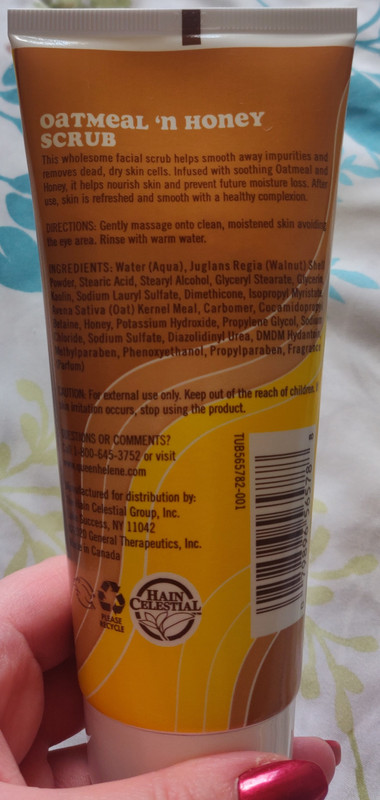 OATMEAL 'N HONEY
SCRUB
This wholesome facial scrub helps smooth away impurities and
removes dead, dry skin cells. Infused with soothing Oatmeal and
Honey, it helps nourish skin and prevent future moisture loss. After
use, skin is refreshed and smooth with a healthy complexion.
DIRECTIONS: Gently massage onto clean, moistened skin avoiding
the eye area. Rinse with warm water.
INGREDIENTS: Water (Aqua), Juglans Regia (Walnut) Shell
Powder, Stearic Acid, Stearyl Alcohol, Glyceryl Stearate,
Kaolin, Sodium Lauryl Sulfate, Dimethicone, Isopropyl Myristate,
Avena Sativa (Oat) Kernel Meal, Carbomer, Cocamidopropyl
Betaine, Honey, Potassium Hydroxide, Propylene Glycol, Sodium
Chloride, Sodium Sulfate, Diazolidinyl Urea, DMDM Hydantoin,
Methylparaben, Phenoxyethanol, Propylparaben, Fragrance
(Parfum)
CAUTION: For external use only. Keep out of the reach of children.
skin irritation occurs, stop using the product.
QUESTIONS OR COMMENTS?
1-800-645-3752 or visit
queenhelene.com
Manufactured for distribution by:
Hain Celestial Group, Inc.
Success, NY 11042
General Therapeutics, Inc.
in Canada
TUB565782-001
PLEASE
RECYCLE
HAIN
CELESTIAL